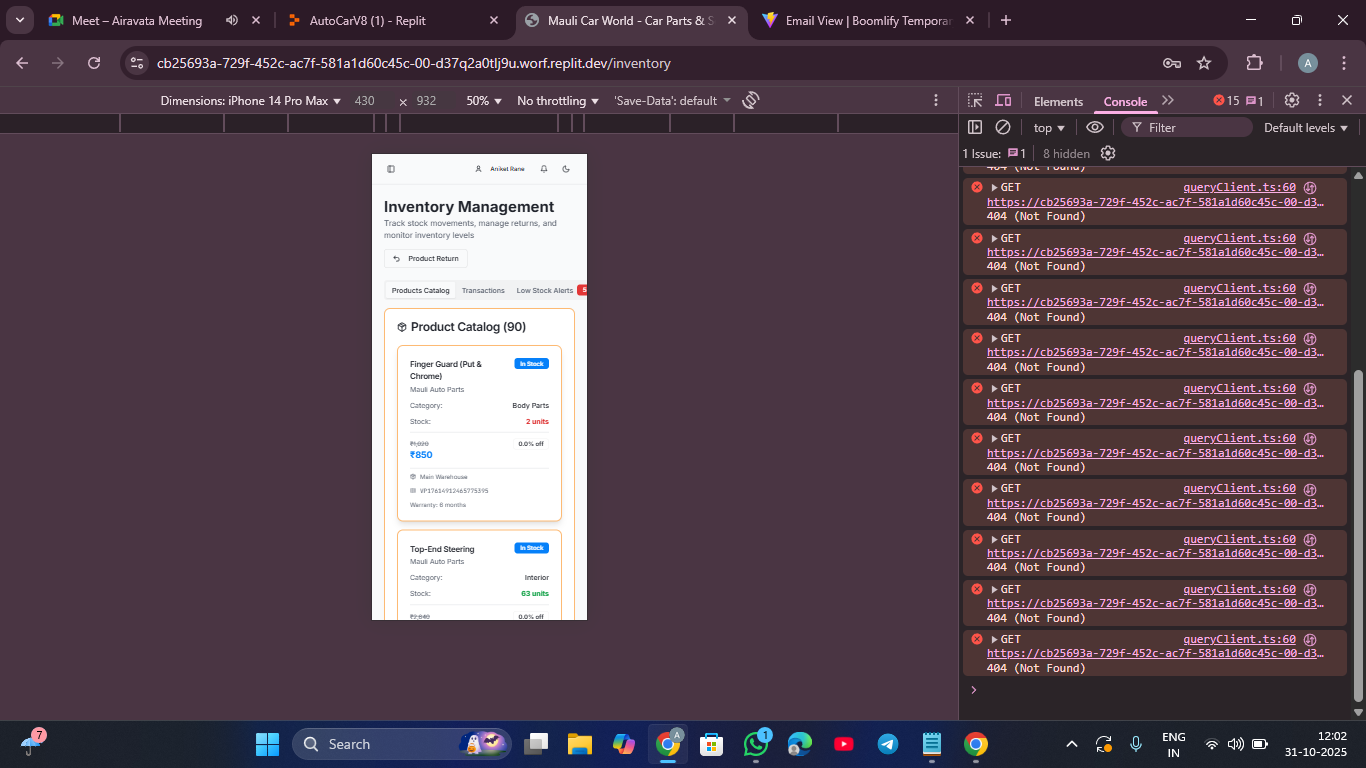 Meet – Airavata Meeting
AutoCarV8 (1) - Replit
Mauli Car World - Car Parts & S
Email View | Boomlify Temporar
cb25693a-729f-452c-ac7f-581a1d60c45c-00-d37q2a0tlj9u.worf.replit.dev/inventory
A
Dimensions: iPhone 14 Pro Max 430 × 932 50% No throttling 'Save-Data': default
Elements Console 15 1
top Filter Default levels
1 Issue: 1 8 hidden
Aniket Rane
Inventory Management
Track stock movements, manage returns, and
monitor inventory levels
Product Return
Products Catalog Transactions Low Stock Alerts 5
Product Catalog (90)
Finger Guard (Put &
Chrome)
In Stock
Mauli Auto Parts
Category: Body Parts
Stock: 2 units
₹1,020 0.0% off
₹850
Main Warehouse
VP17614912465775395
Warranty: 6 months
Top-End Steering In Stock
Mauli Auto Parts
Category: Interior
Stock: 63 units
₹2,640 0.0% off
404 (Not Found)
GET queryClient.ts:60
https://cb25693a-729f-452c-ac7f-581a1d60c45c-00-d3…
404 (Not Found)
GET queryClient.ts:60
https://cb25693a-729f-452c-ac7f-581a1d60c45c-00-d3…
404 (Not Found)
GET queryClient.ts:60
https://cb25693a-729f-452c-ac7f-581a1d60c45c-00-d3…
404 (Not Found)
GET queryClient.ts:60
https://cb25693a-729f-452c-ac7f-581a1d60c45c-00-d3…
404 (Not Found)
GET queryClient.ts:60
https://cb25693a-729f-452c-ac7f-581a1d60c45c-00-d3…
404 (Not Found)
GET queryClient.ts:60
https://cb25693a-729f-452c-ac7f-581a1d60c45c-00-d3…
404 (Not Found)
GET queryClient.ts:60
https://cb25693a-729f-452c-ac7f-581a1d60c45c-00-d3…
404 (Not Found)
GET queryClient.ts:60
https://cb25693a-729f-452c-ac7f-581a1d60c45c-00-d3…
404 (Not Found)
GET queryClient.ts:60
https://cb25693a-729f-452c-ac7f-581a1d60c45c-00-d3…
404 (Not Found)
GET queryClient.ts:60
https://cb25693a-729f-452c-ac7f-581a1d60c45c-00-d3…
404 (Not Found)
7
Search
A
1
ENG
IN
12:02
31-10-2025